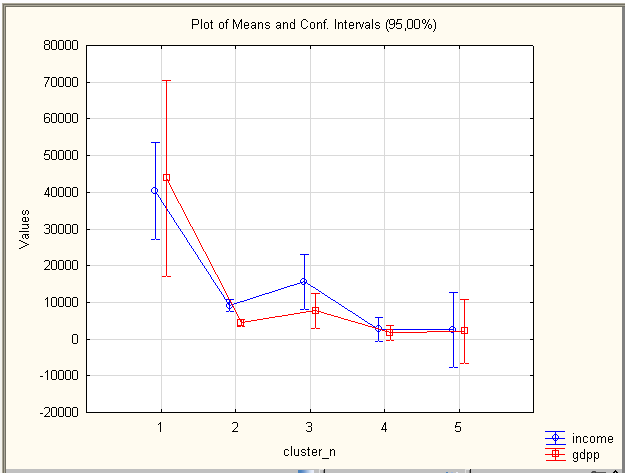 Plot of Means and Conf. Intervals (95,00%)
80000
70000
60000
50000
40000
30000
20000
10000
0
-10000
-20000
Values
1 2 3 4 5
cluster_n
income
gdpp